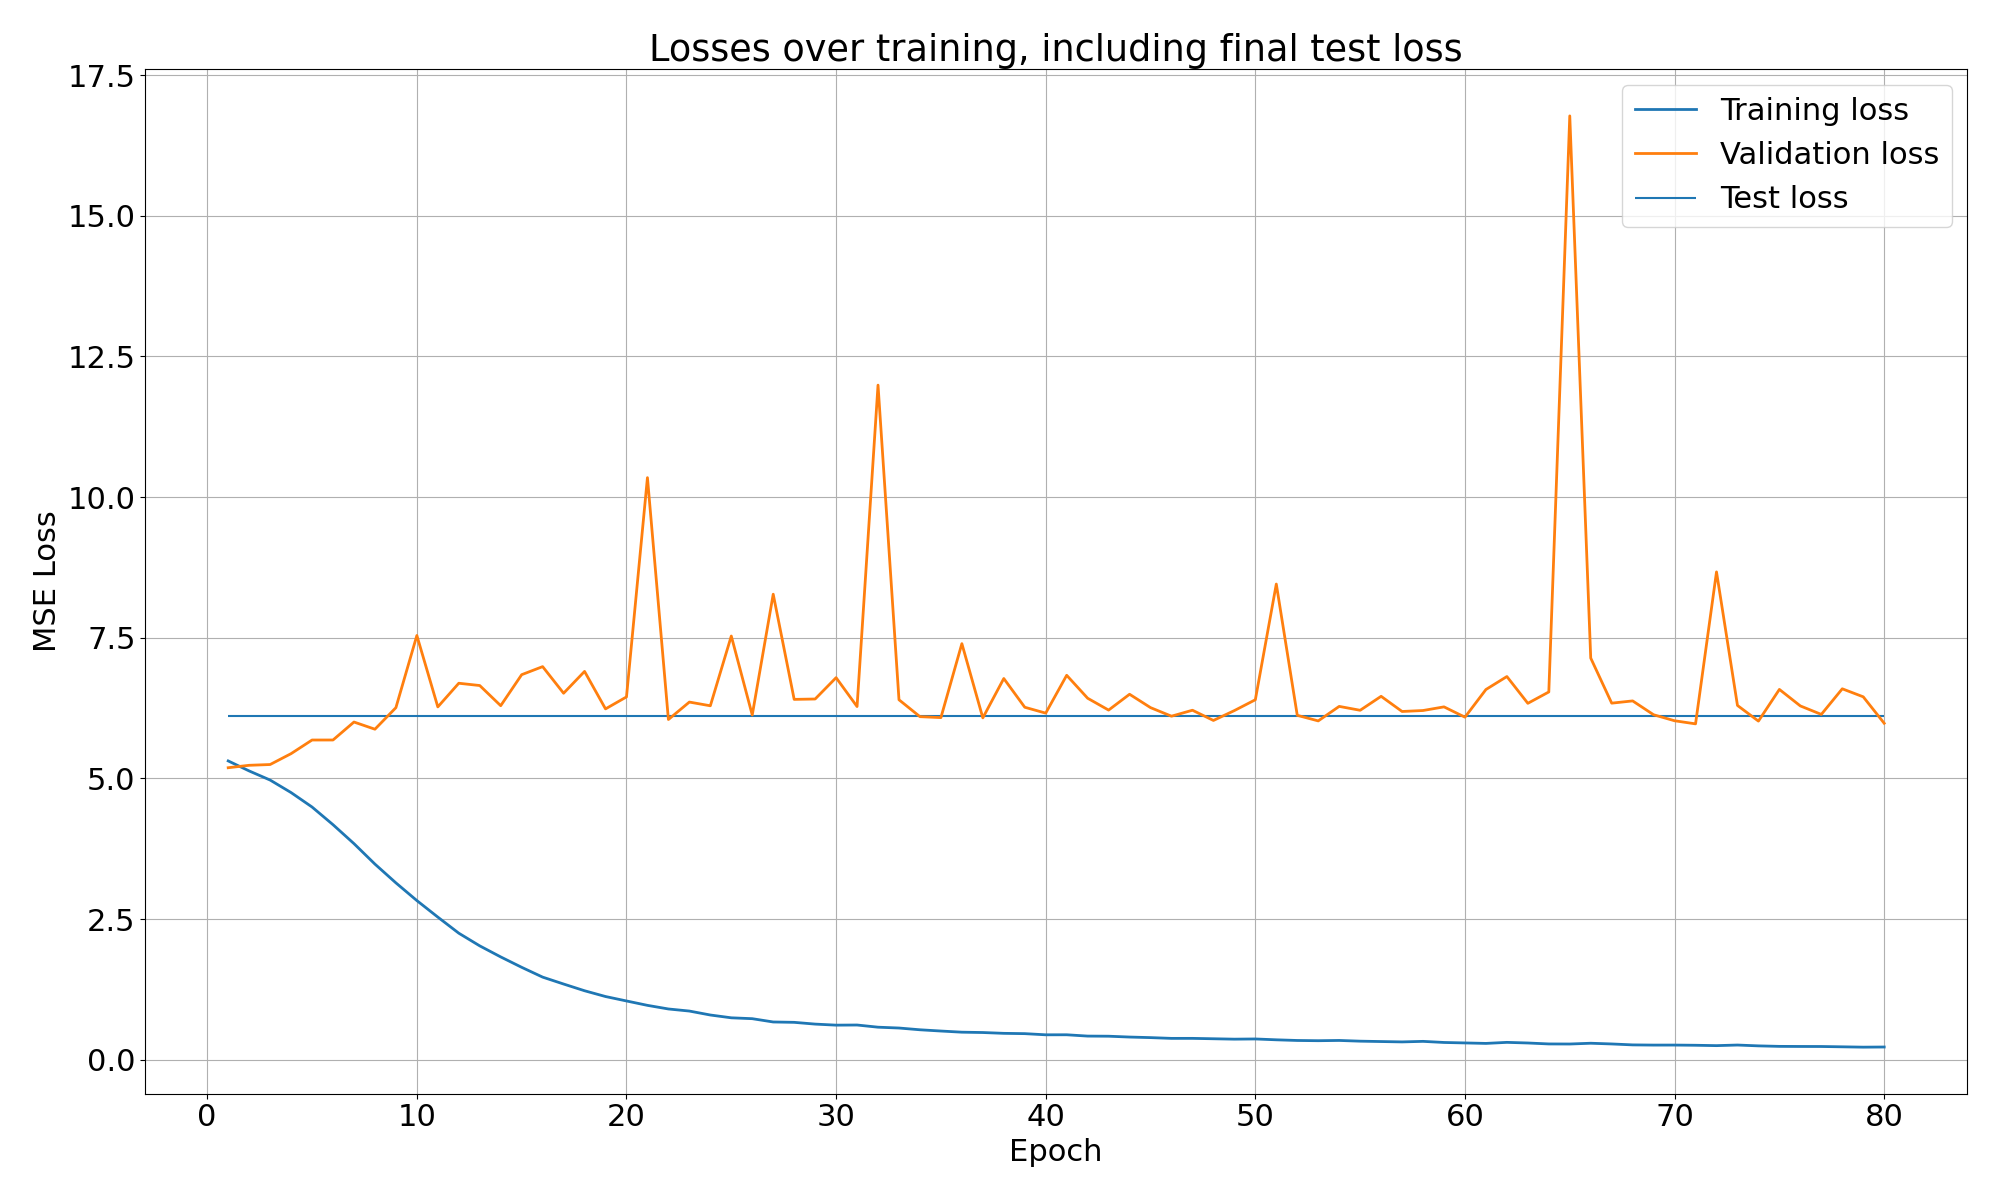 Losses over training, including final test loss
Training loss
Validation loss
Test loss
MSE Loss
17.5
15.0
12.5
10.0
7.5
5.0
2.5
0.0
0 10 20 30 40 50 60 70 80
Epoch